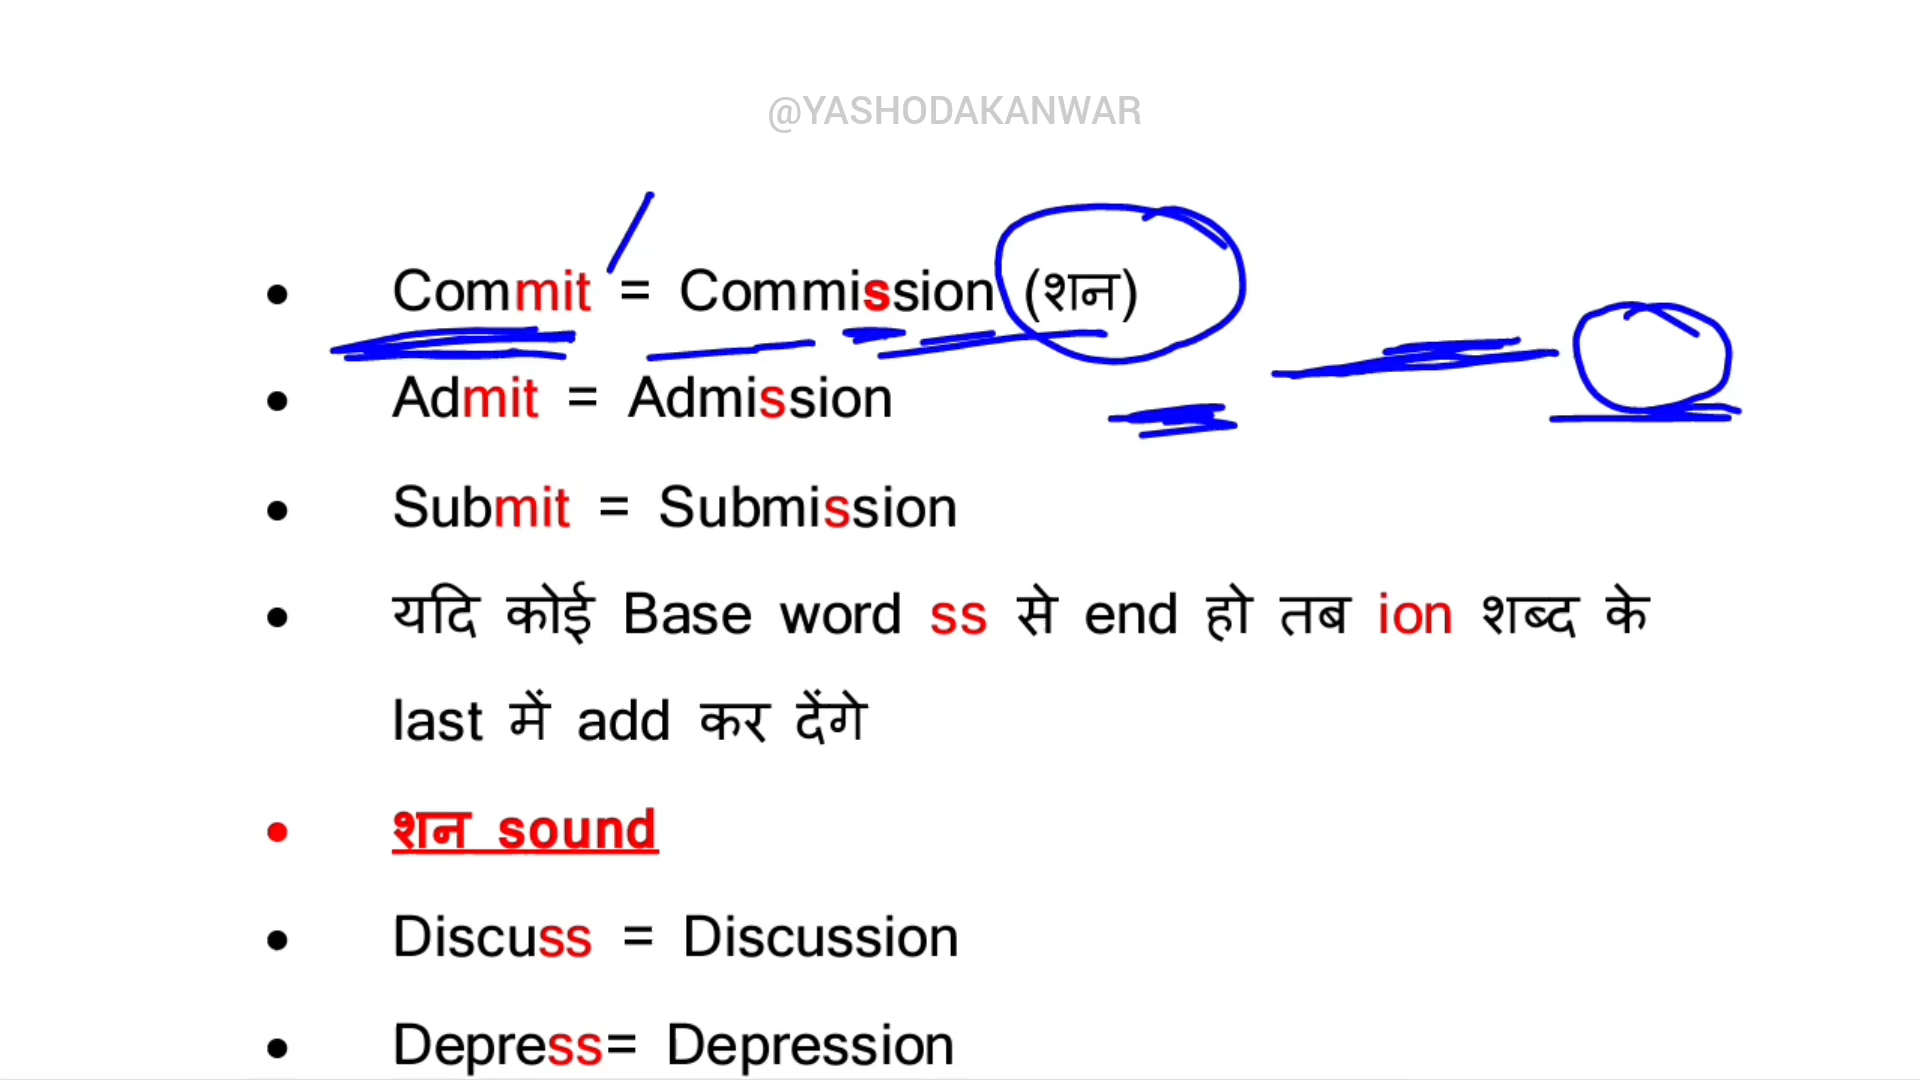 @YASHODAKANWAR
• Commit = Commission (शन)
• Admit = Admission
• Submit = Submission
• यदि कोई Base word ss से end हो तब ion शब्द के
last में add कर देंगे
• शन sound
• Discuss = Discussion
• Depress= Depression